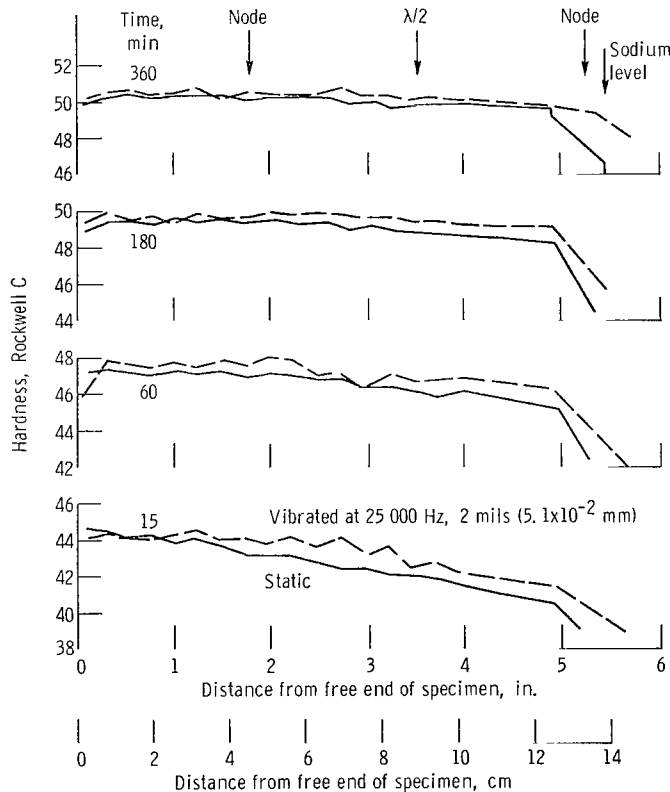 Time,
min
Node
λ/2
Node
Sodium
level
360
52
50
48
46
180
50
48
46
44
Hardness, Rockwell C
60
48
46
44
42
15
Vibrated at 25 000 Hz, 2 mils (5. 1x10⁻² mm)
Static
46
44
42
40
38
0 1 2 3 4 5 6
Distance from free end of specimen, in.
0 2 4 6 8 10 12 14
Distance from free end of specimen, cm